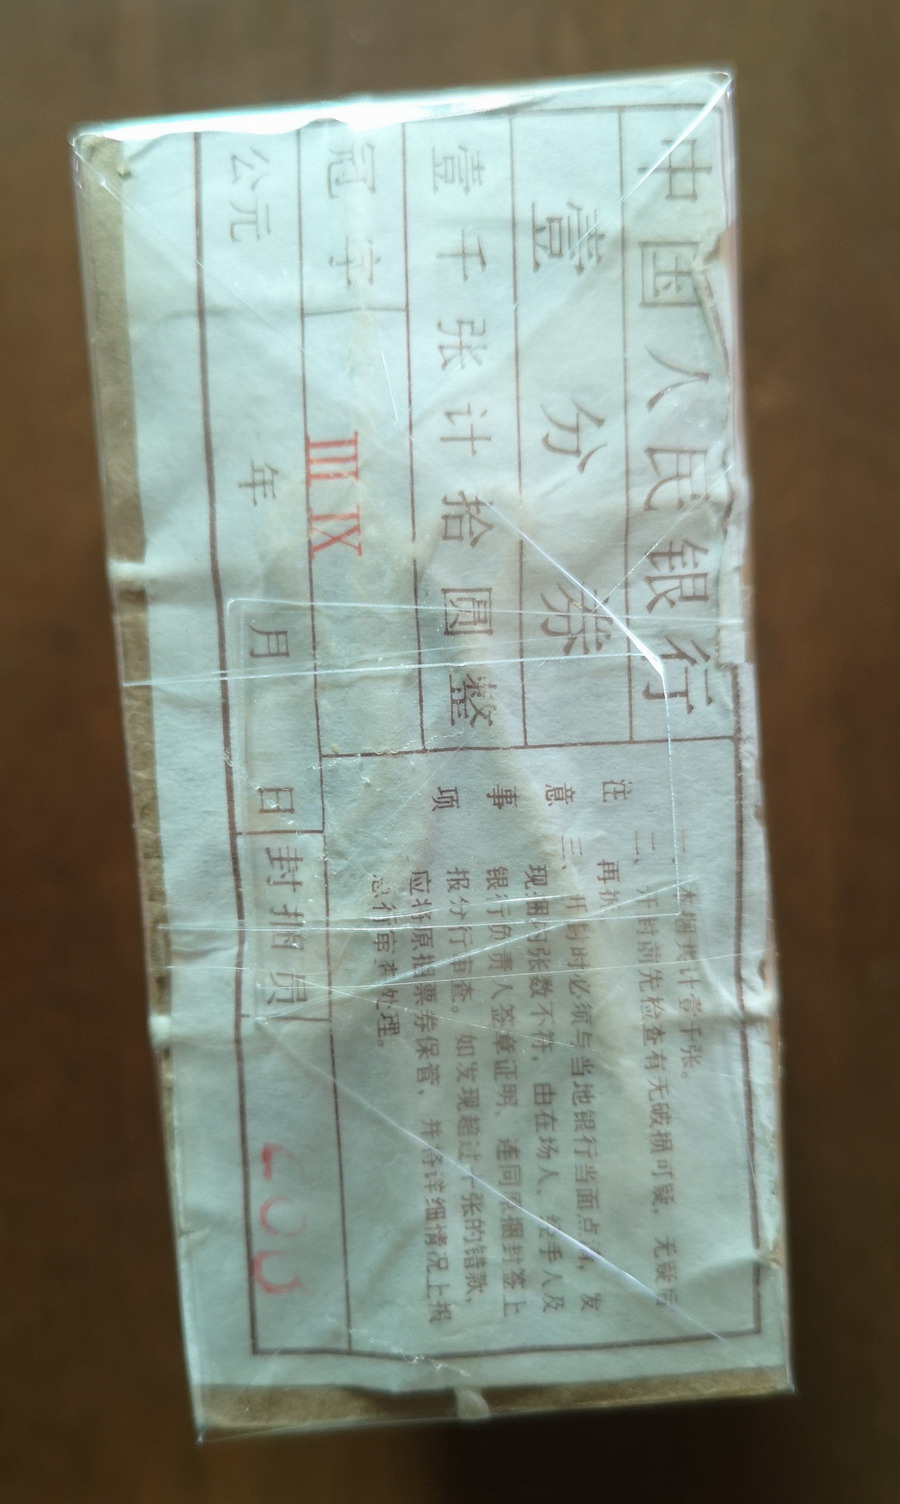 中国人民银行
壹分券
壹千张计拾圆整
冠字 III IX
公元 年 月 日 封捆员
注意事项
一、本捆共计壹千张。
二、开封前先检查有无破损可疑，无疑后
再拆
三、开封时必须与当地银行当面点 ，发
现捆内张数不符，由在场人、经手人及
银行负责人签章证明，连同原捆封签上
报分行审查。如发现超过十张的错款，
应将原捆票券保管，并将详细情况上报
总行审查处理。